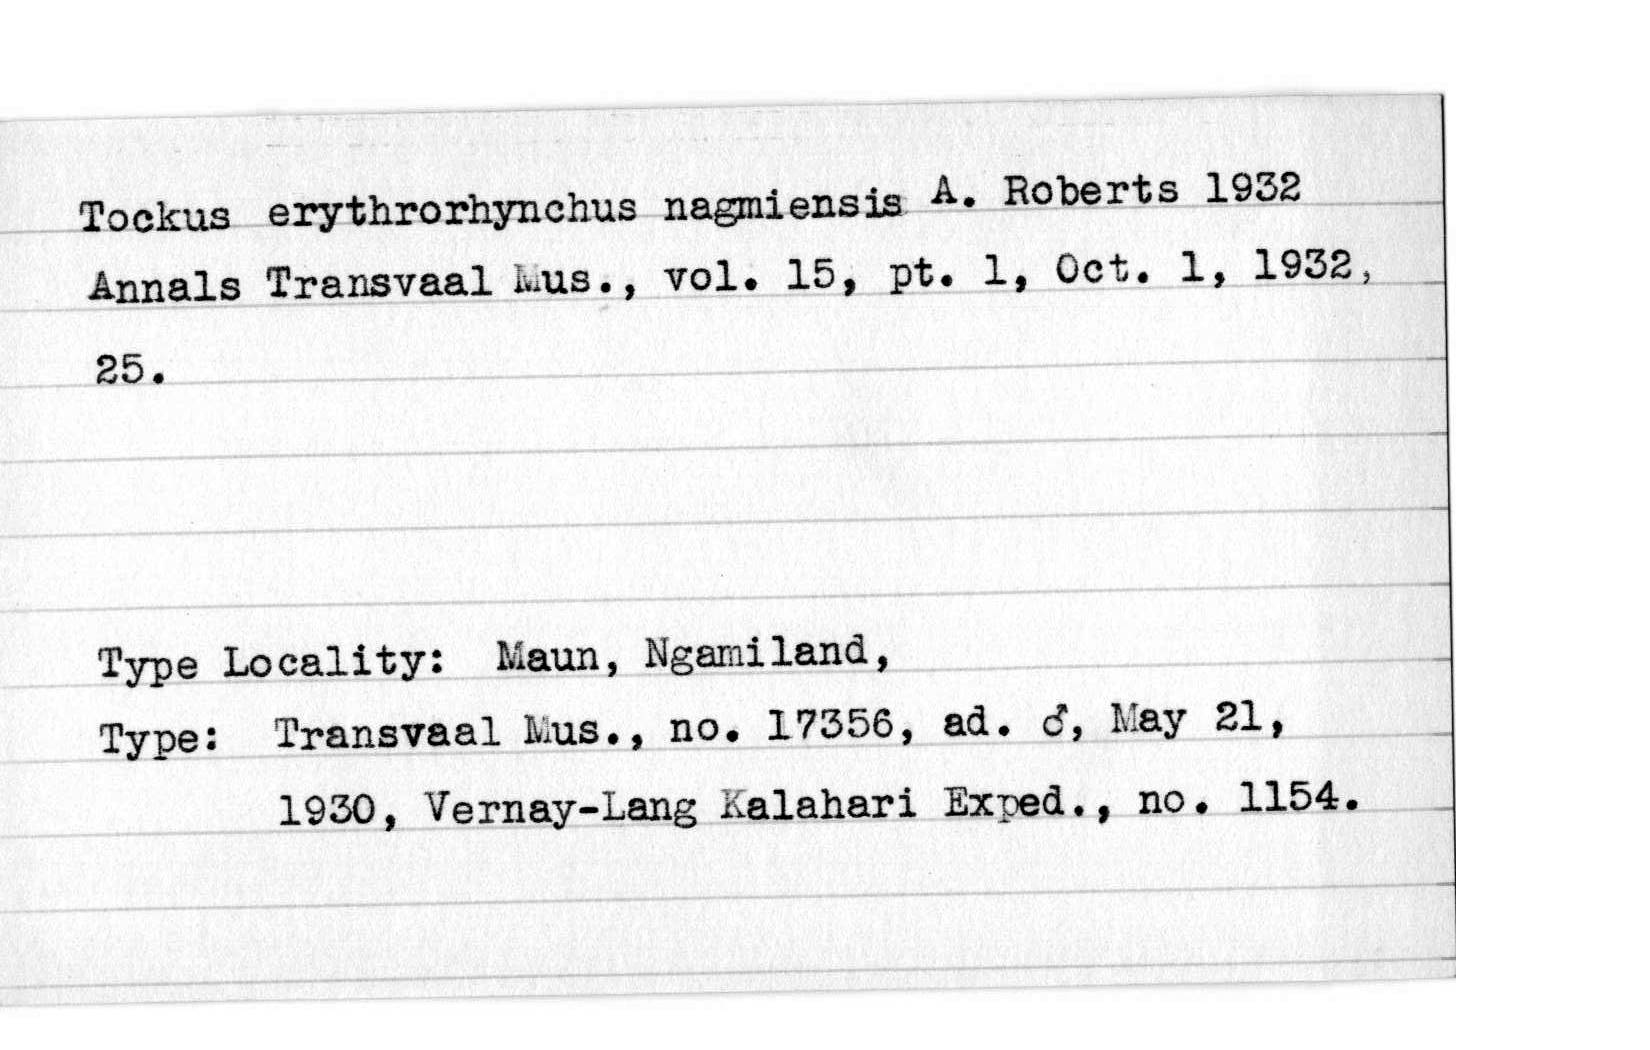 Tockus erythrorhynchus nagmiensis A. Roberts 1932
Annals Transvaal Mus., vol. 15, pt. 1, Oct. 1, 1932,
25.
Type Locality: Maun, Ngamiland,
Type: Transvaal Mus., no. 17356, ad. ♂, May 21,
1930, Vernay-Lang Kalahari Exped., no. 1154.